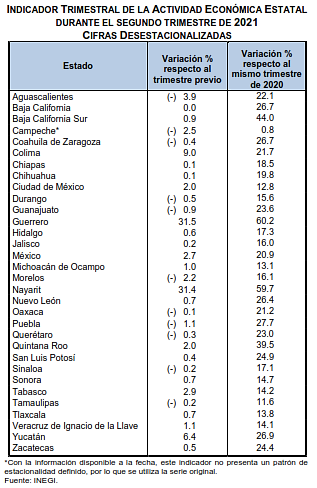 INDICADOR TRIMESTRAL DE LA ACTIVIDAD ECONÓMICA ESTATAL
DURANTE EL SEGUNDO TRIMESTRE DE 2021
CIFRAS DESESTACIONALIZADAS
Estado Variación % respecto al trimestre previo Variación % respecto al mismo trimestre de 2020
Aguascalientes (-) 3.9 22.1
Baja California 0.0 26.7
Baja California Sur 0.9 44.0
Campeche* (-) 2.5 0.8
Coahuila de Zaragoza (-) 0.4 26.7
Colima 9.0 21.7
Chiapas 0.1 18.5
Chihuahua 0.1 19.8
Ciudad de México 2.0 12.8
Durango (-) 0.5 15.6
Guanajuato (-) 0.9 23.6
Guerrero 31.5 60.2
Hidalgo 0.6 17.3
Jalisco 0.2 16.0
México 2.7 20.9
Michoacán de Ocampo 1.0 13.1
Morelos (-) 2.2 16.1
Nayarit 31.4 59.7
Nuevo León 0.7 26.4
Oaxaca (-) 0.1 21.2
Puebla (-) 1.1 27.7
Querétaro (-) 0.3 23.0
Quintana Roo 2.0 39.5
San Luis Potosí 0.4 24.9
Sinaloa (-) 0.2 17.1
Sonora 0.7 14.7
Tabasco 2.9 14.2
Tamaulipas (-) 0.2 11.6
Tlaxcala 0.7 13.8
Veracruz de Ignacio de la Llave 1.1 14.1
Yucatán 6.4 26.9
Zacatecas 0.5 24.4
*Con la información disponible a la fecha, este indicador no presenta un patrón de
estacionalidad definido, por lo que se utiliza la serie original.
Fuente: INEGI.